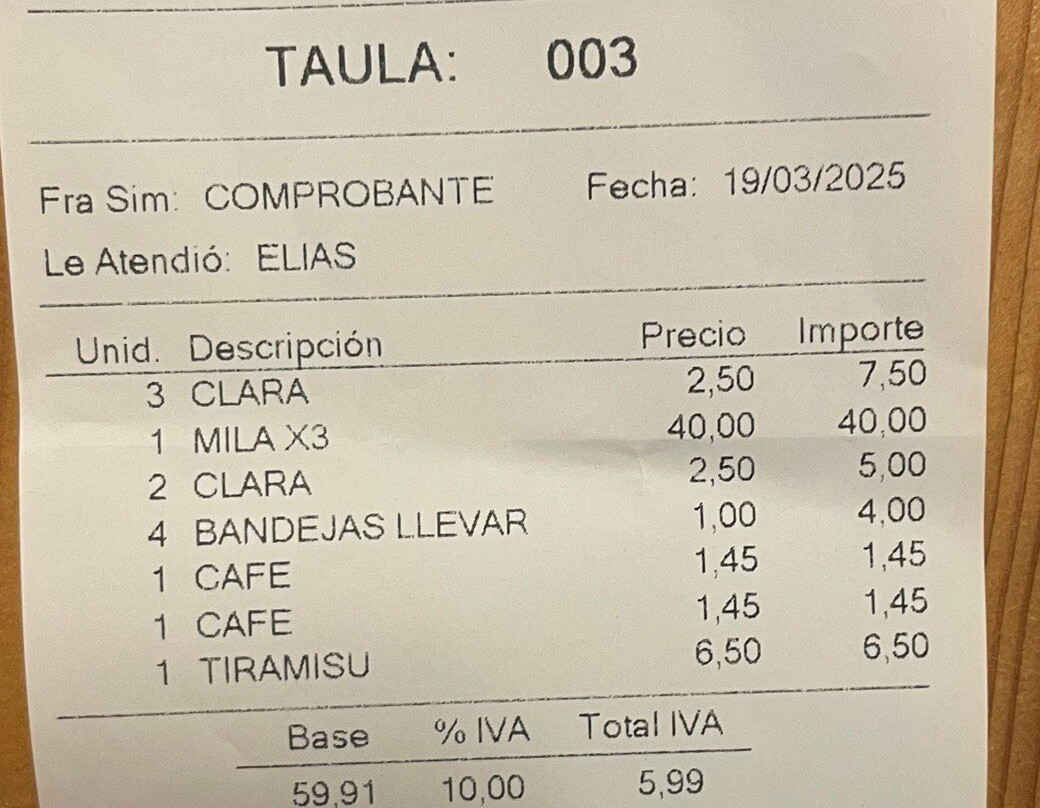 TAULA: 003
Fra Sim: COMPROBANTE Fecha: 19/03/2025
Le Atendió: ELIAS
Unid. Descripción Precio Importe
3 CLARA 2,50 7,50
1 MILA X3 40,00 40,00
2 CLARA 2,50 5,00
4 BANDEJAS LLEVAR 1,00 4,00
1 CAFE 1,45 1,45
1 CAFE 1,45 1,45
1 TIRAMISU 6,50 6,50
Base % IVA Total IVA
59,91 10,00 5,99